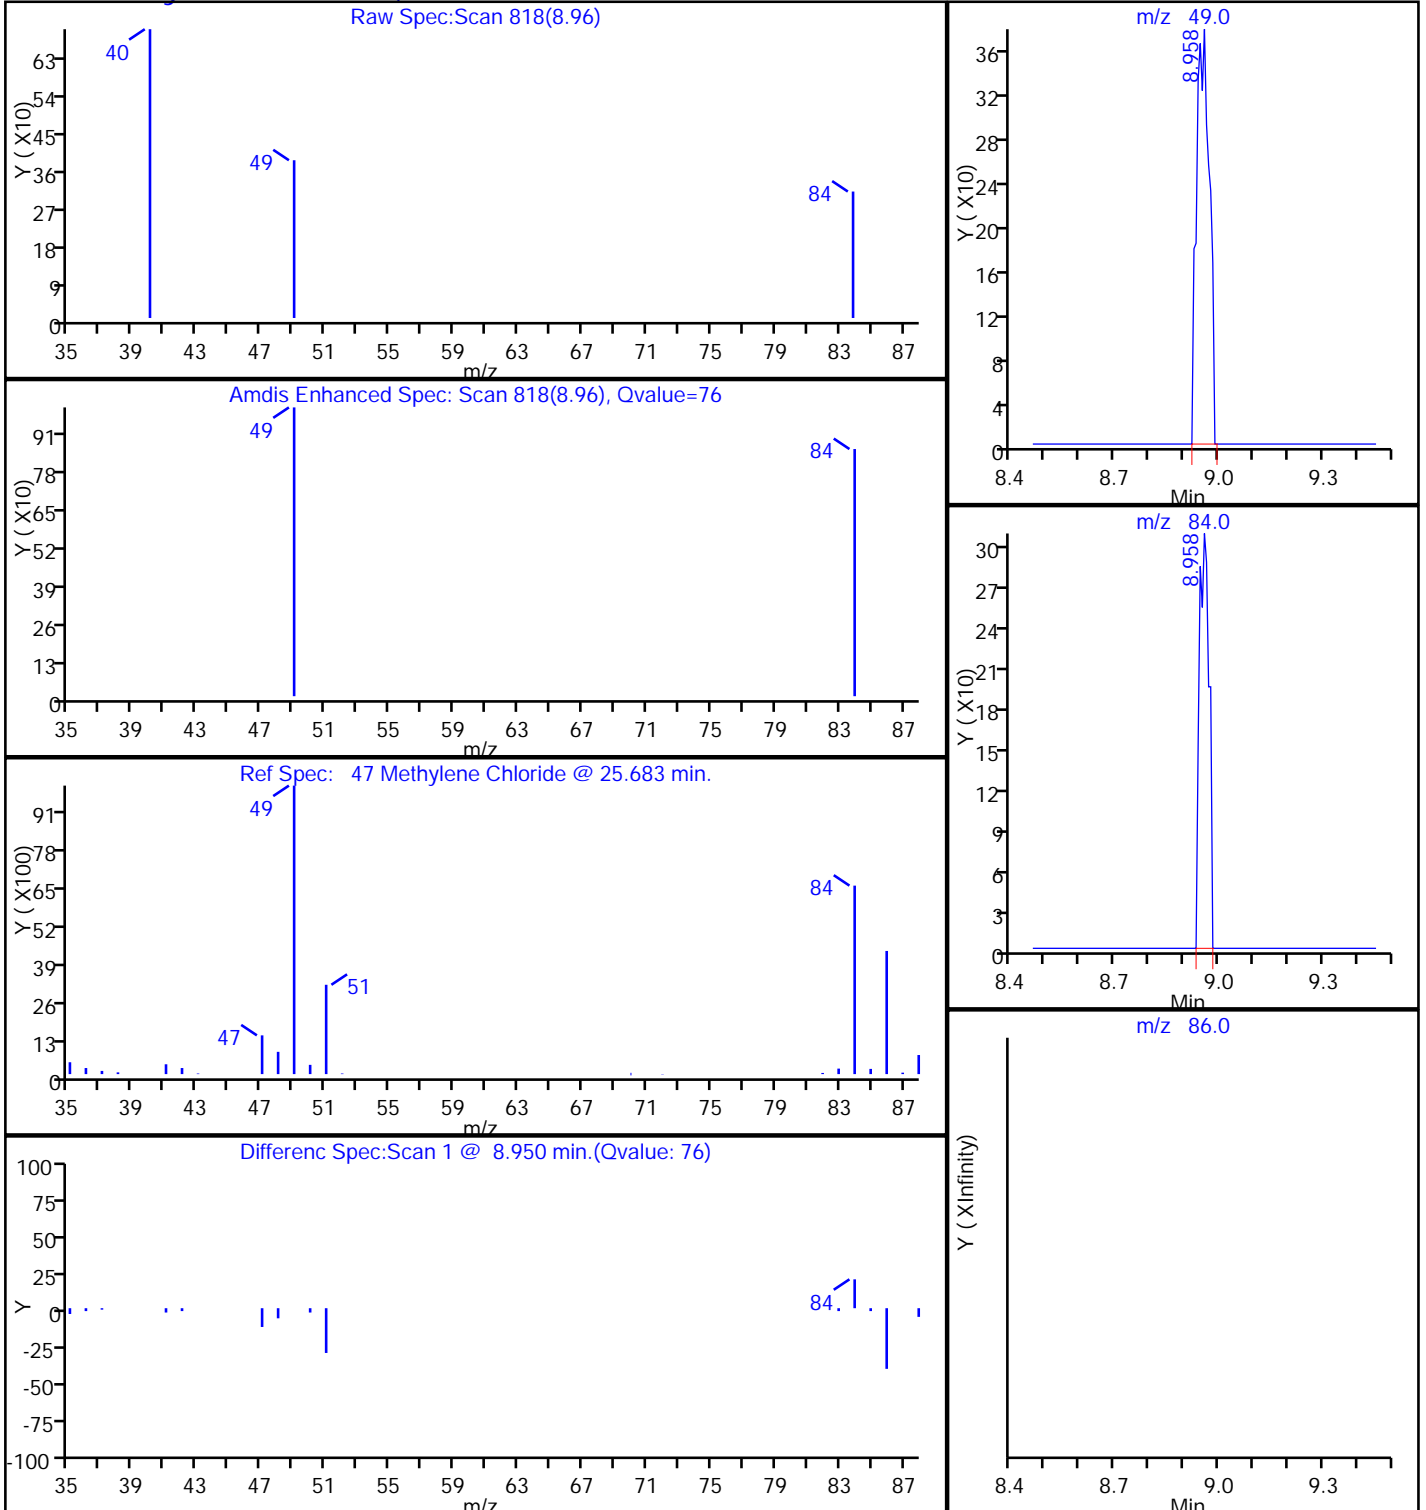 Raw Spec:Scan 818(8.96)
Y ( X10)
63
54
45
36
27
18
9
0
40
49
84
35 39 43 47 51 55 59 63 67 71 75 79 83 87
m/z
Amdis Enhanced Spec: Scan 818(8.96), Qvalue=76
Y ( X10)
91
78
65
52
39
26
13
0
49
84
35 39 43 47 51 55 59 63 67 71 75 79 83 87
m/z
Ref Spec: 47 Methylene Chloride @ 25.683 min.
Y ( X100)
91
78
65
52
39
26
13
0
47
49
51
84
35 39 43 47 51 55 59 63 67 71 75 79 83 87
m/z
Differenc Spec:Scan 1 @ 8.950 min.(Qvalue: 76)
Y
100
75
50
25
0
-25
-50
-75
-100
84
35 39 43 47 51 55 59 63 67 71 75 79 83 87
m/z
m/z 49.0
Y ( X10)
36
32
28
24
20
16
12
8
4
0
8.958
8.4 8.7 9.0 9.3
Min
m/z 84.0
Y ( X10)
30
27
24
21
18
15
12
9
6
3
0
8.958
8.4 8.7 9.0 9.3
Min
m/z 86.0
Y ( XInfinity)
8.4 8.7 9.0 9.3
Min